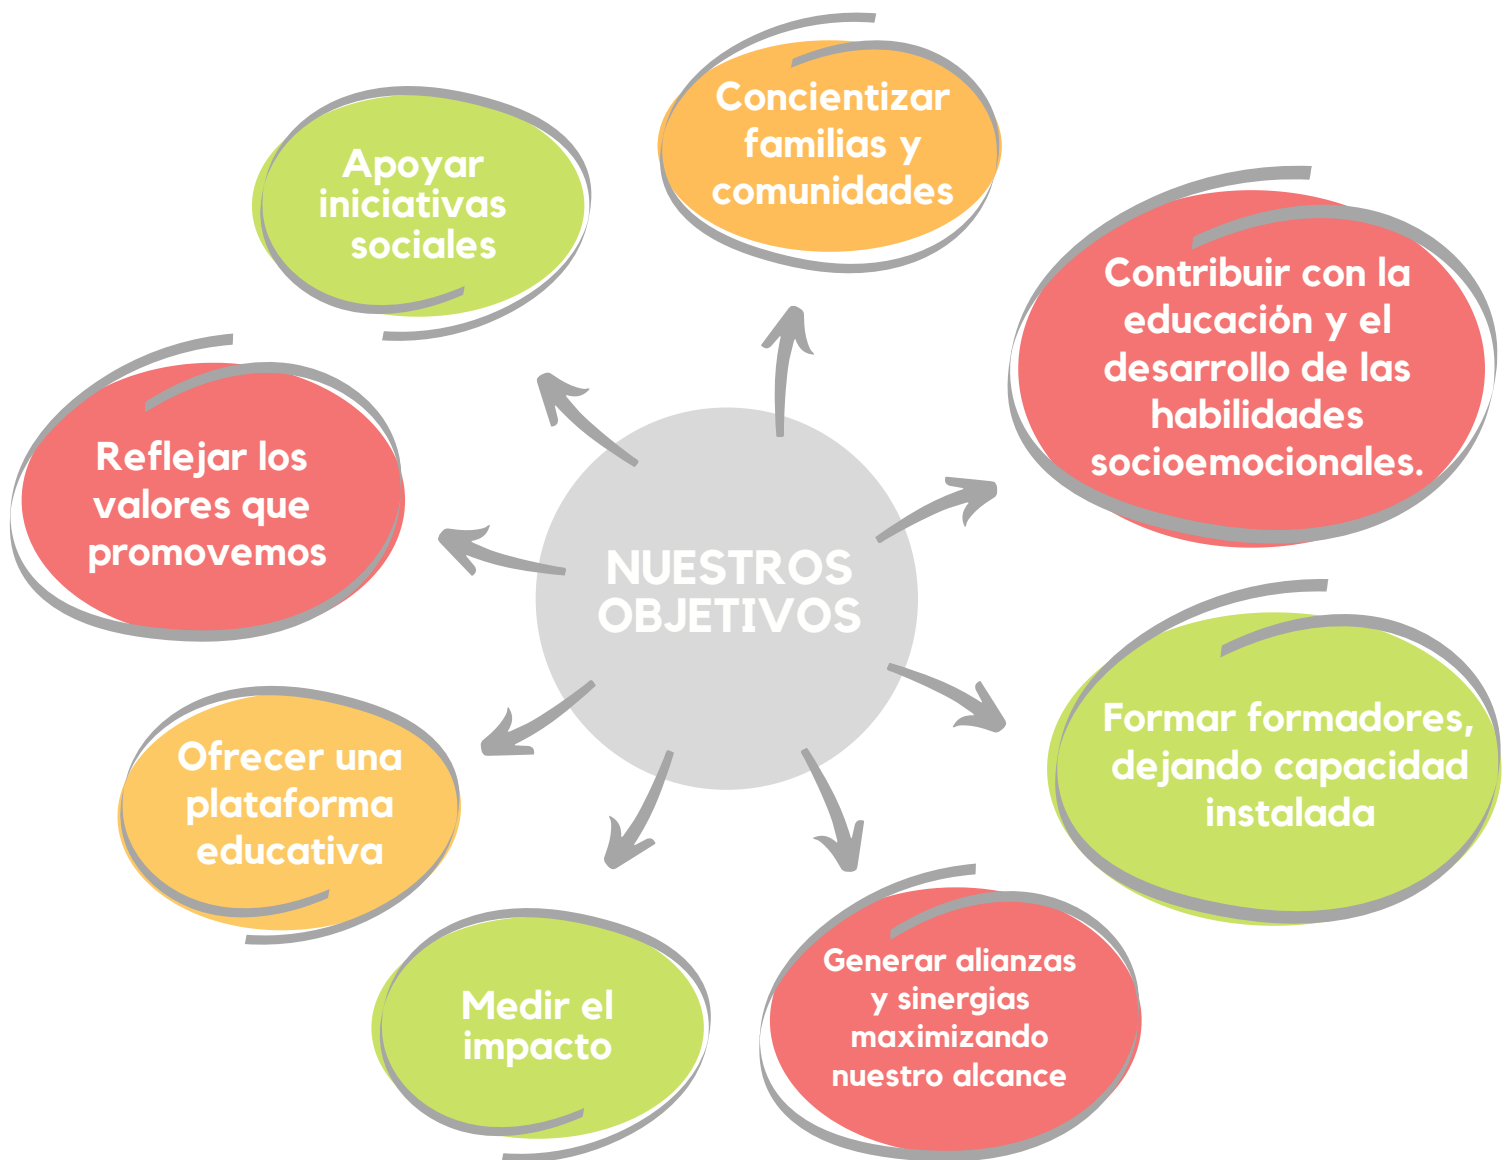 Concientizar
familias y
comunidades
Apoyar
iniciativas
sociales
Contribuir con la
educación y el
desarrollo de las
habilidades
socioemocionales.
Reflejar los
valores que
promovemos
NUESTROS
OBJETIVOS
Formar formadores,
dejando capacidad
instalada
Ofrecer una
plataforma
educativa
Generar alianzas
y sinergias
maximizando
nuestro alcance
Medir el
impacto